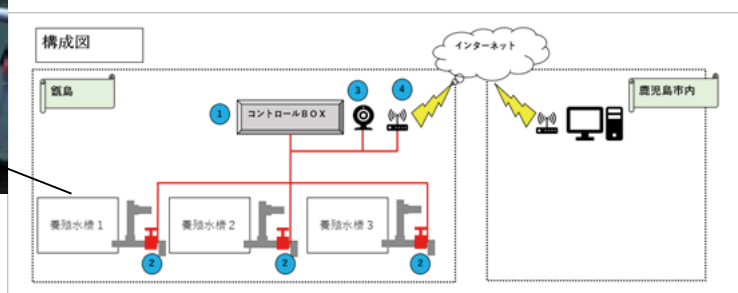 構成図
インターネット
甑島
鹿児島市内
1
コントロールBOX
3
4
養殖水槽1
養殖水槽2
養殖水槽3
2
2
2